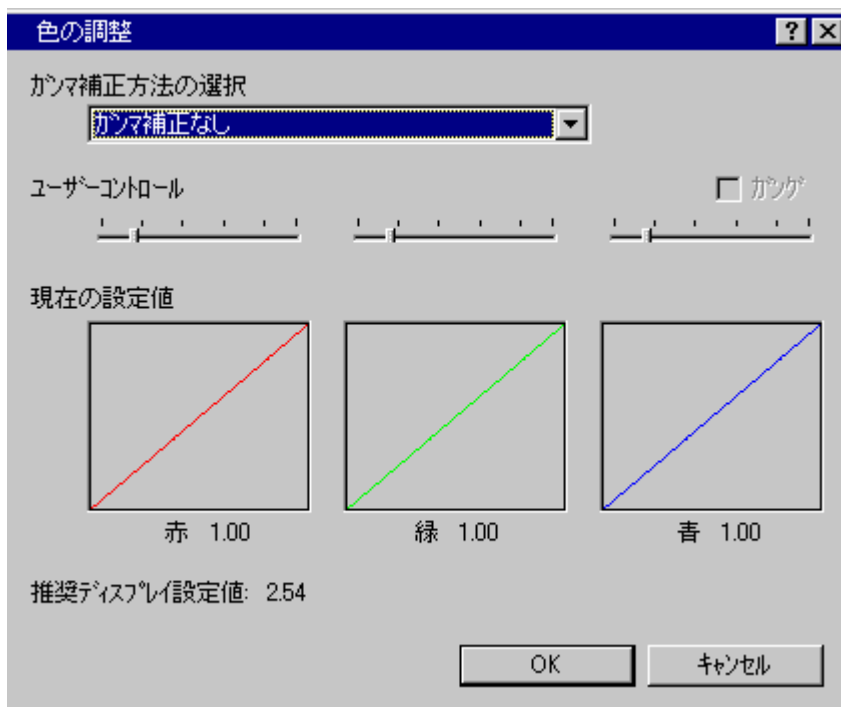 色の調整
ｶﾞﾝﾏ補正方法の選択
ｶﾞﾝﾏ補正なし
ﾕｰｻﾞｰｺﾝﾄﾛｰﾙ
ｶﾞﾝｸﾞ
現在の設定値
赤 1.00
緑 1.00
青 1.00
推奨ﾃﾞｨｽﾌﾟﾚｲ設定値: 2.54
OK
ｷｬﾝｾﾙ